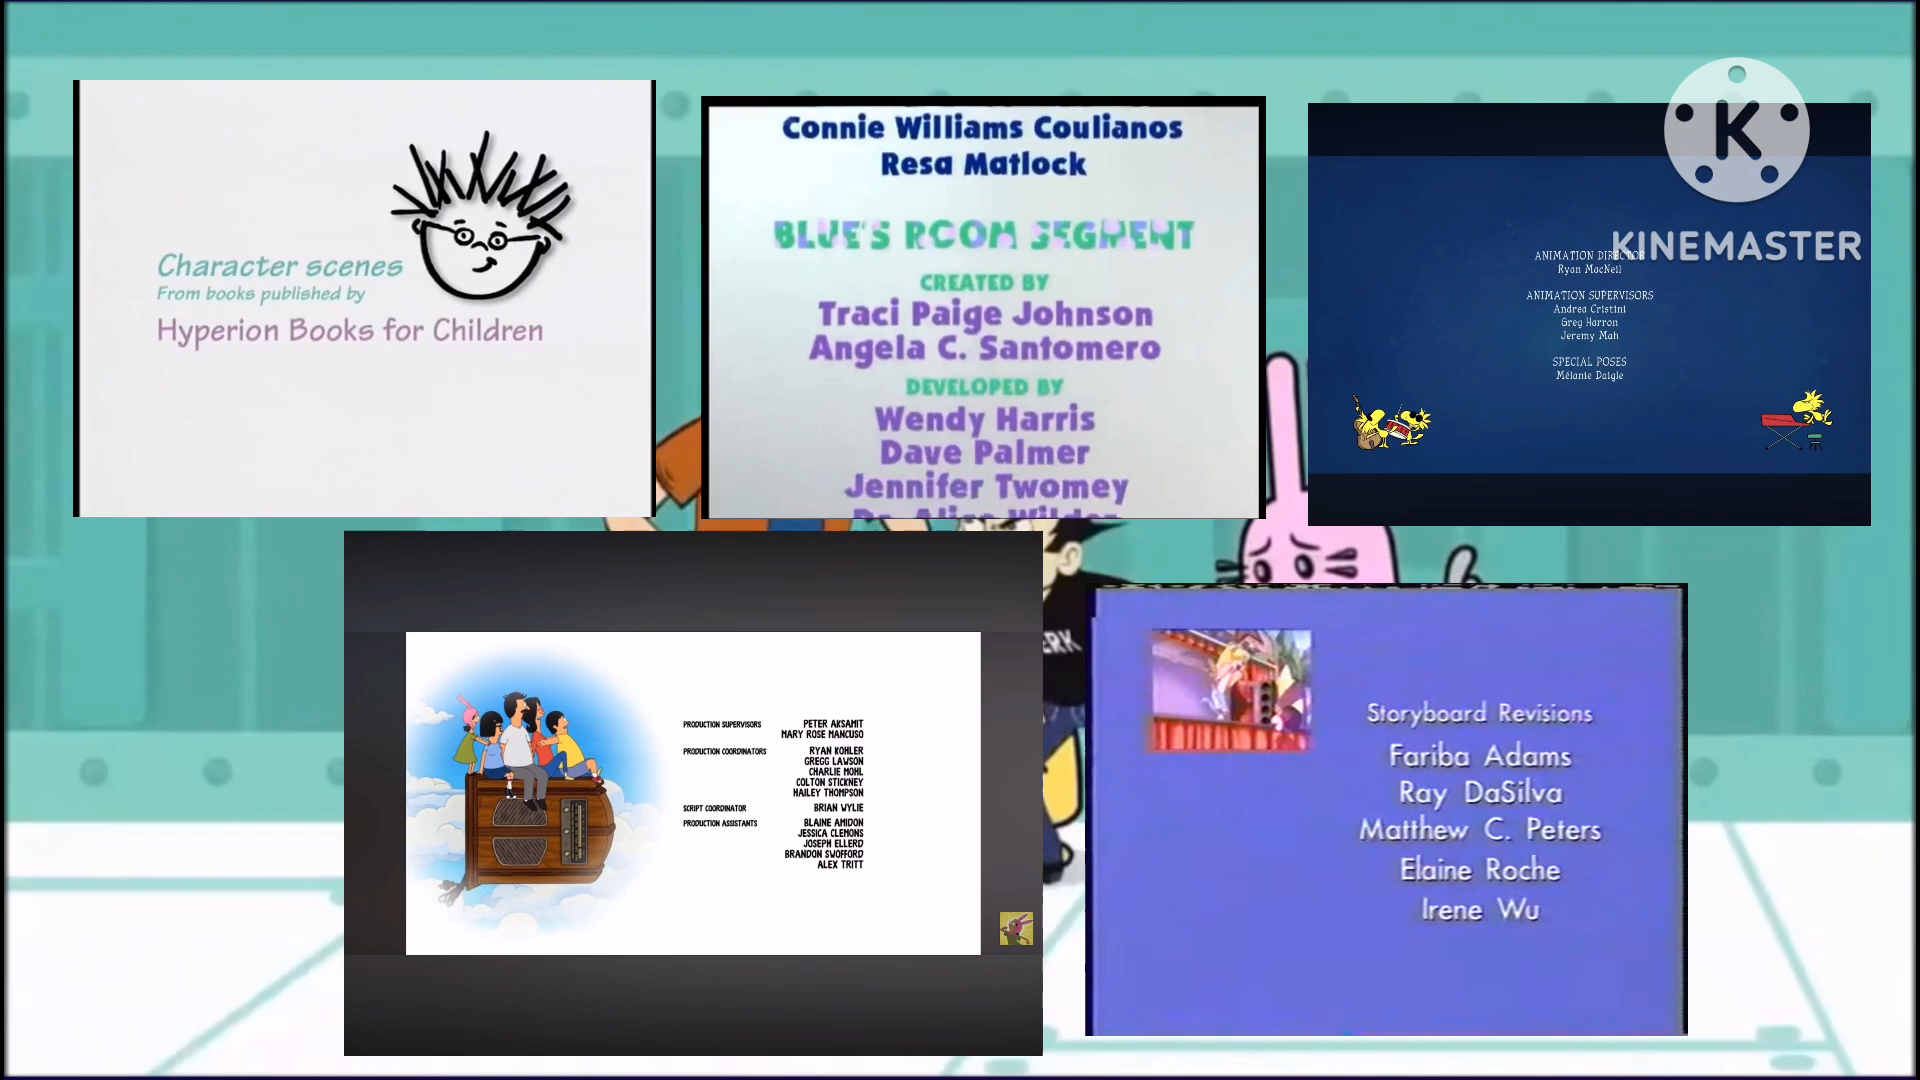 Character scenes
From books published by
Hyperion Books for Children
Connie Williams Coulianos
Resa Matlock
BLUE'S ROOM SEGMENT
CREATED BY
Traci Paige Johnson
Angela C. Santomero
DEVELOPED BY
Wendy Harris
Dave Palmer
Jennifer Twomey
Dr. Alice Wilder
K
KINEMASTER
ANIMATION DIRECTOR
Ryan MacNeil
ANIMATION SUPERVISORS
Andrea Cristini
Greg Harron
Jeremy Mah
SPECIAL POSES
Mélanie Daigle
PRODUCTION SUPERVISORS PETER AKSAMIT
MARY ROSE MANCUSO
PRODUCTION COORDINATORS RYAN KOHLER
GREGG LAWSON
CHARLIE MOHL
COLTON STICKNEY
HAILEY THOMPSON
SCRIPT COORDINATOR BRIAN WYLIE
PRODUCTION ASSISTANTS BLAINE AMIDON
JESSICA CLEMONS
JOSEPH ELLERD
BRANDON SWOFFORD
ALEX TRITT
ERK
Storyboard Revisions
Fariba Adams
Ray DaSilva
Matthew C. Peters
Elaine Roche
Irene Wu